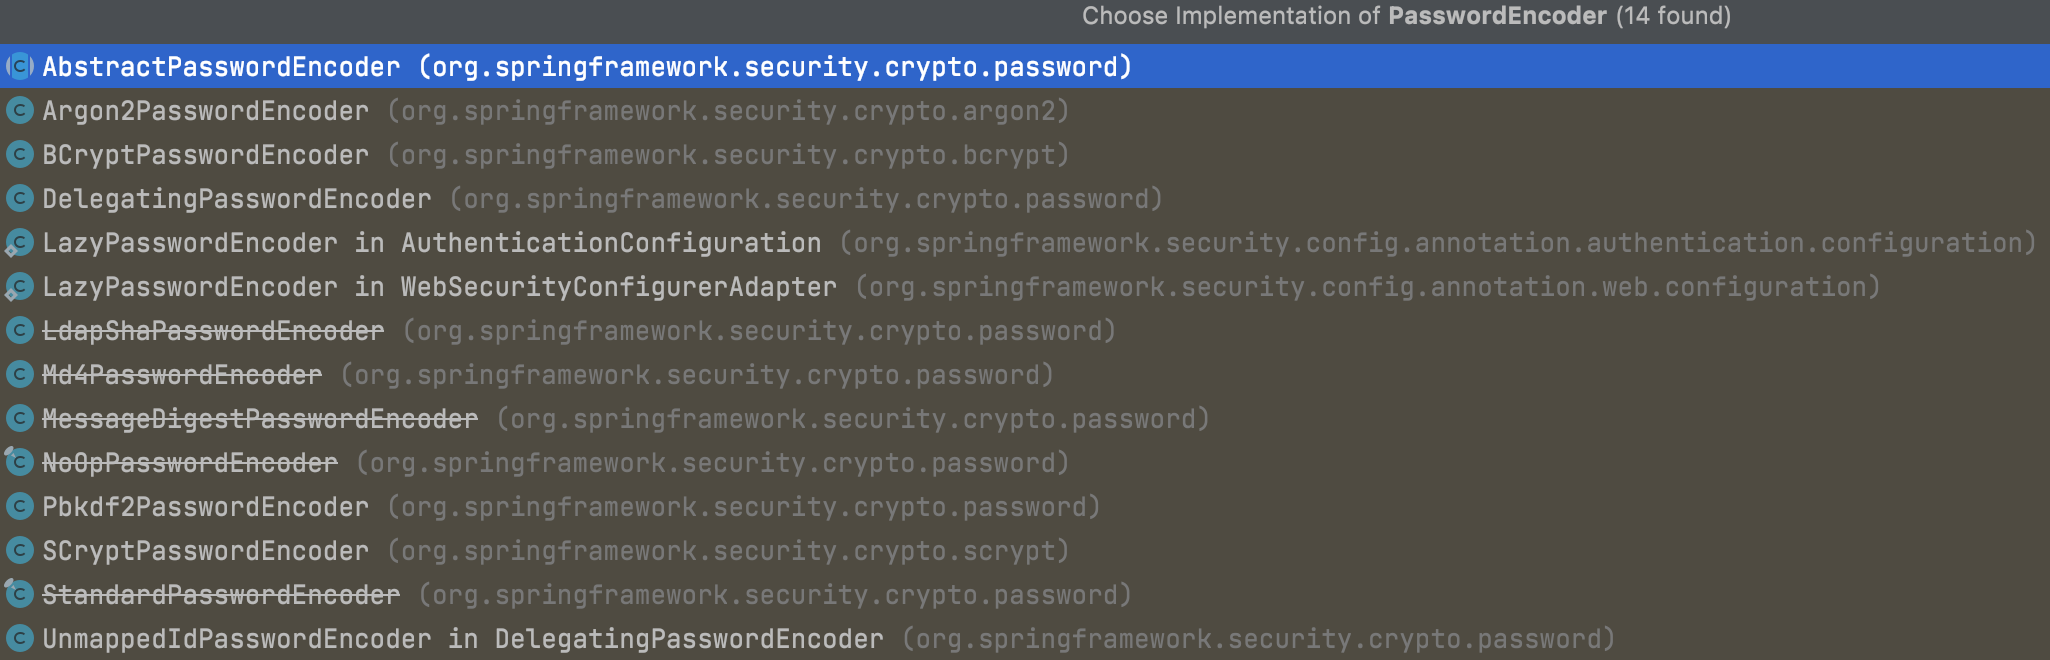 Choose Implementation of PasswordEncoder (14 found)
AbstractPasswordEncoder (org.springframework.security.crypto.password)
Argon2PasswordEncoder (org.springframework.security.crypto.argon2)
BCryptPasswordEncoder (org.springframework.security.crypto.bcrypt)
DelegatingPasswordEncoder (org.springframework.security.crypto.password)
LazyPasswordEncoder in AuthenticationConfiguration (org.springframework.security.config.annotation.authentication.configuration)
LazyPasswordEncoder in WebSecurityConfigurerAdapter (org.springframework.security.config.annotation.web.configuration)
LdapShaPasswordEncoder (org.springframework.security.crypto.password)
Md4PasswordEncoder (org.springframework.security.crypto.password)
MessageDigestPasswordEncoder (org.springframework.security.crypto.password)
NoOpPasswordEncoder (org.springframework.security.crypto.password)
Pbkdf2PasswordEncoder (org.springframework.security.crypto.password)
SCryptPasswordEncoder (org.springframework.security.crypto.scrypt)
StandardPasswordEncoder (org.springframework.security.crypto.password)
UnmappedIdPasswordEncoder in DelegatingPasswordEncoder (org.springframework.security.crypto.password)